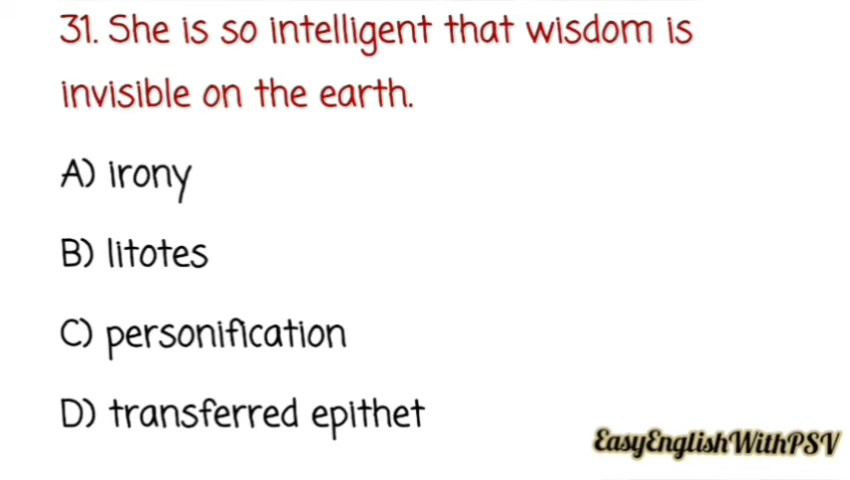 31. She is so intelligent that wisdom is
invisible on the earth.
A) irony
B) litotes
C) personification
D) transferred epithet
EasyEnglishWithPSV